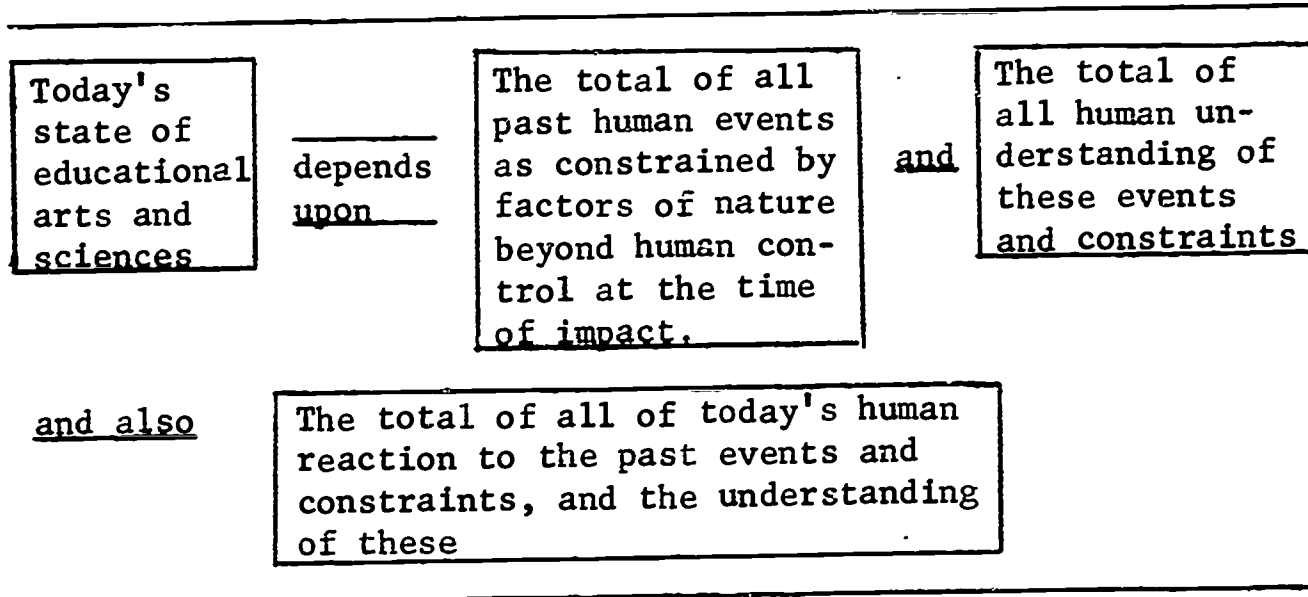 Today's
state of
educational
arts and
sciences
depends
upon
The total of all
past human events
as constrained by
factors of nature
beyond human con-
trol at the time
of impact.
and
The total of
all human un-
derstanding of
these events
and constraints
and also
The total of all of today's human
reaction to the past events and
constraints, and the understanding
of these